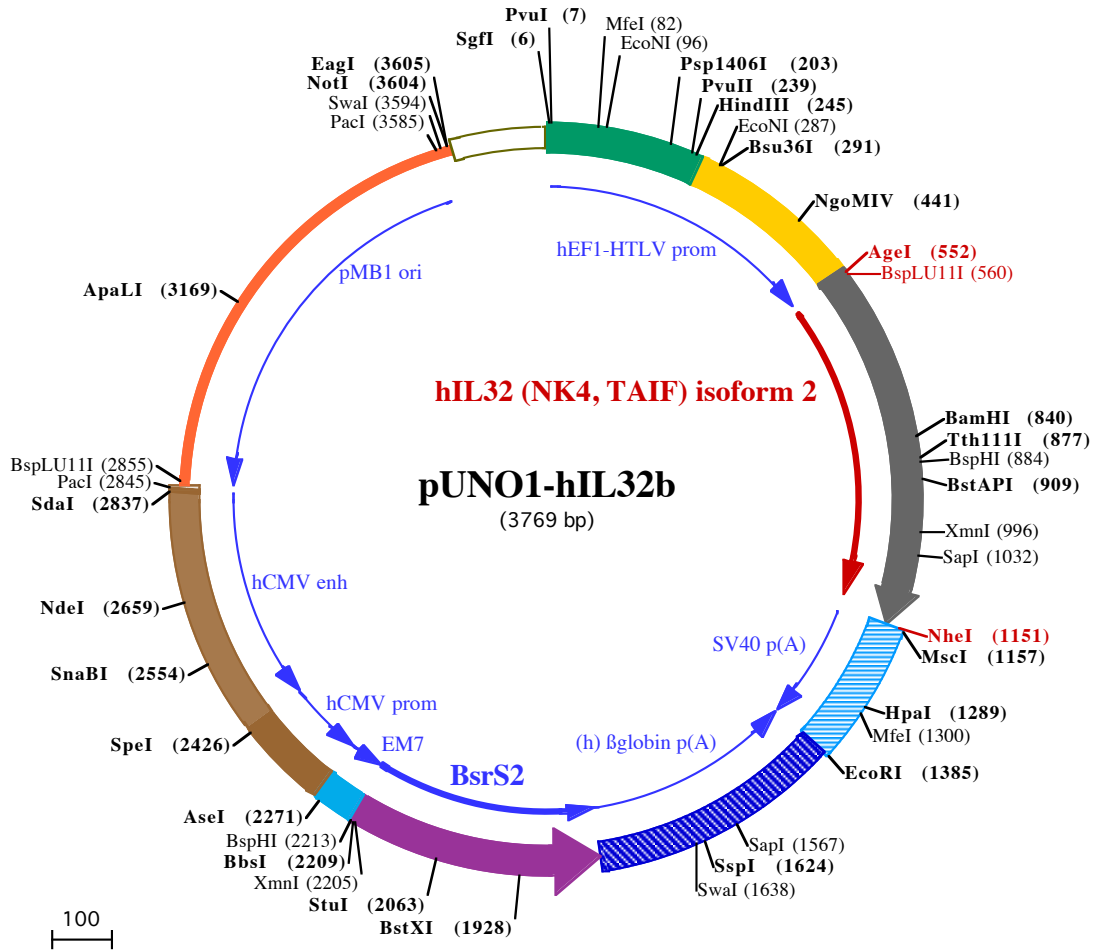 PvuI (7)
SgfI (6)
MfeI (82)
EcoNI (96)
Psp1406I (203)
PvuII (239)
HindIII (245)
EcoNI (287)
Bsu36I (291)
NgoMIV (441)
AgeI (552)
BspLU11I (560)
BamHI (840)
Tth111I (877)
BspHI (884)
BstAPI (909)
XmnI (996)
SapI (1032)
NheI (1151)
MscI (1157)
HpaI (1289)
MfeI (1300)
EcoRI (1385)
SapI (1567)
SspI (1624)
SwaI (1638)
BstXI (1928)
StuI (2063)
XmnI (2205)
BbsI (2209)
BspHI (2213)
AseI (2271)
SpeI (2426)
SnaBI (2554)
NdeI (2659)
SdaI (2837)
PacI (2845)
BspLU11I (2855)
ApaLI (3169)
PacI (3585)
SwaI (3594)
NotI (3604)
EagI (3605)
hEF1-HTLV prom
pMB1 ori
hIL32 (NK4, TAIF) isoform 2
pUNO1-hIL32b
(3769 bp)
hCMV enh
SV40 p(A)
hCMV prom
EM7
(h) ßglobin p(A)
BsrS2
100